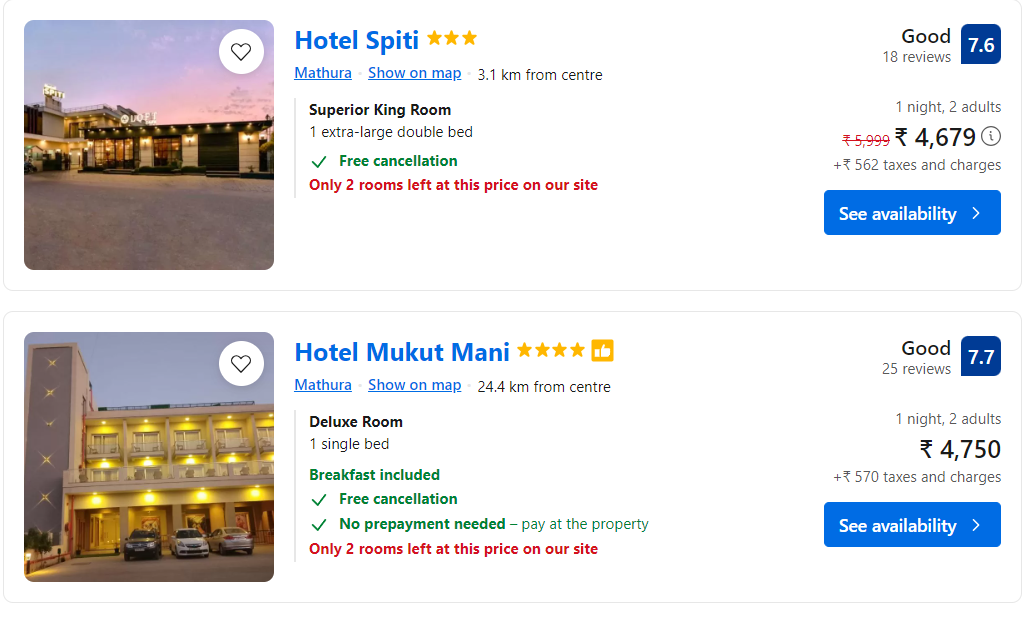 Hotel Spiti
Mathura · Show on map · 3.1 km from centre
Superior King Room
1 extra-large double bed
Free cancellation
Only 2 rooms left at this price on our site
Good 7.6
18 reviews
1 night, 2 adults
₹ 5,999 ₹ 4,679
+₹ 562 taxes and charges
See availability
SPITI
LOFT
Hotel Mukut Mani
Mathura · Show on map · 24.4 km from centre
Deluxe Room
1 single bed
Breakfast included
Free cancellation
No prepayment needed – pay at the property
Only 2 rooms left at this price on our site
Good 7.7
25 reviews
1 night, 2 adults
₹ 4,750
+₹ 570 taxes and charges
See availability